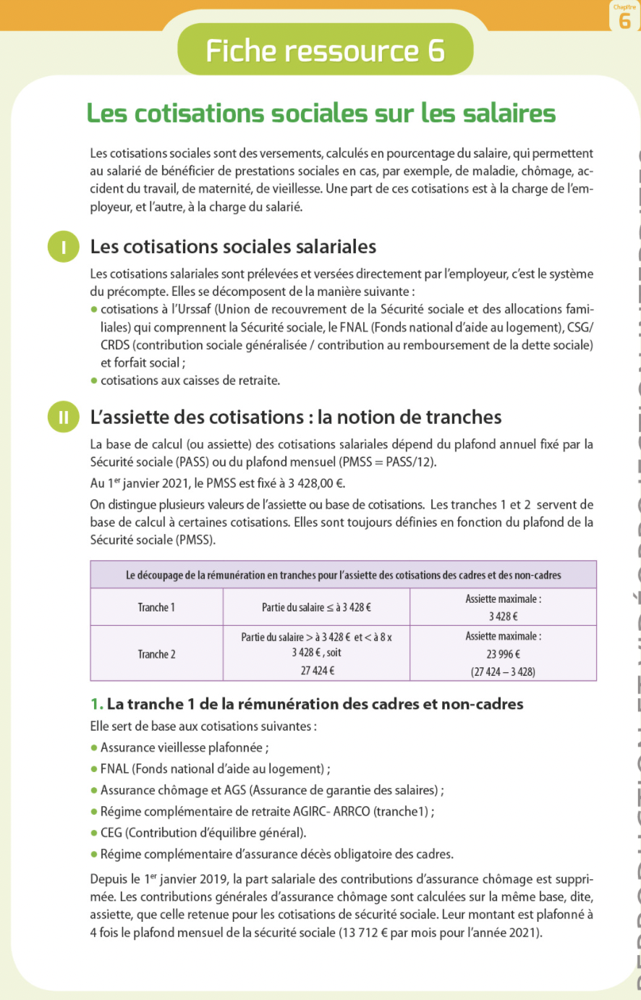 Chapitre
6
Fiche ressource 6
Les cotisations sociales sur les salaires
Les cotisations sociales sont des versements, calculés en pourcentage du salaire, qui permettent
au salarié de bénéficier de prestations sociales en cas, par exemple, de maladie, chômage, ac-
cident du travail, de maternité, de vieillesse. Une part de ces cotisations est à la charge de l'em-
ployeur, et l'autre, à la charge du salarié.
I Les cotisations sociales salariales
Les cotisations salariales sont prélevées et versées directement par l'employeur, c'est le système
du précompte. Elles se décomposent de la manière suivante :
• cotisations à l'Urssaf (Union de recouvrement de la Sécurité sociale et des allocations fami-
liales) qui comprennent la Sécurité sociale, le FNAL (Fonds national d'aide au logement), CSG/
CRDS (contribution sociale généralisée / contribution au remboursement de la dette sociale)
et forfait social ;
• cotisations aux caisses de retraite.
II L'assiette des cotisations : la notion de tranches
La base de calcul (ou assiette) des cotisations salariales dépend du plafond annuel fixé par la
Sécurité sociale (PASS) ou du plafond mensuel (PMSS = PASS/12).
Au 1er janvier 2021, le PMSS est fixé à 3 428,00 €.
On distingue plusieurs valeurs de l'assiette ou base de cotisations. Les tranches 1 et 2 servent de
base de calcul à certaines cotisations. Elles sont toujours définies en fonction du plafond de la
Sécurité sociale (PMSS).
Le découpage de la rémunération en tranches pour l'assiette des cotisations des cadres et des non-cadres
Tranche 1
Partie du salaire ≤ à 3 428 €
Assiette maximale :
3 428 €
Tranche 2
Partie du salaire > à 3 428 € et < à 8 x
3 428 € , soit
27 424 €
Assiette maximale :
23 996 €
(27 424 – 3 428)
1. La tranche 1 de la rémunération des cadres et non-cadres
Elle sert de base aux cotisations suivantes :
• Assurance vieillesse plafonnée ;
• FNAL (Fonds national d'aide au logement) ;
• Assurance chômage et AGS (Assurance de garantie des salaires) ;
• Régime complémentaire de retraite AGIRC- ARRCO (tranche1) ;
• CEG (Contribution d'équilibre général).
• Régime complémentaire d'assurance décès obligatoire des cadres.
Depuis le 1er janvier 2019, la part salariale des contributions d'assurance chômage est suppri-
mée. Les contributions générales d'assurance chômage sont calculées sur la même base, dite,
assiette, que celle retenue pour les cotisations de sécurité sociale. Leur montant est plafonné à
4 fois le plafond mensuel de la sécurité sociale (13 712 € par mois pour l'année 2021).